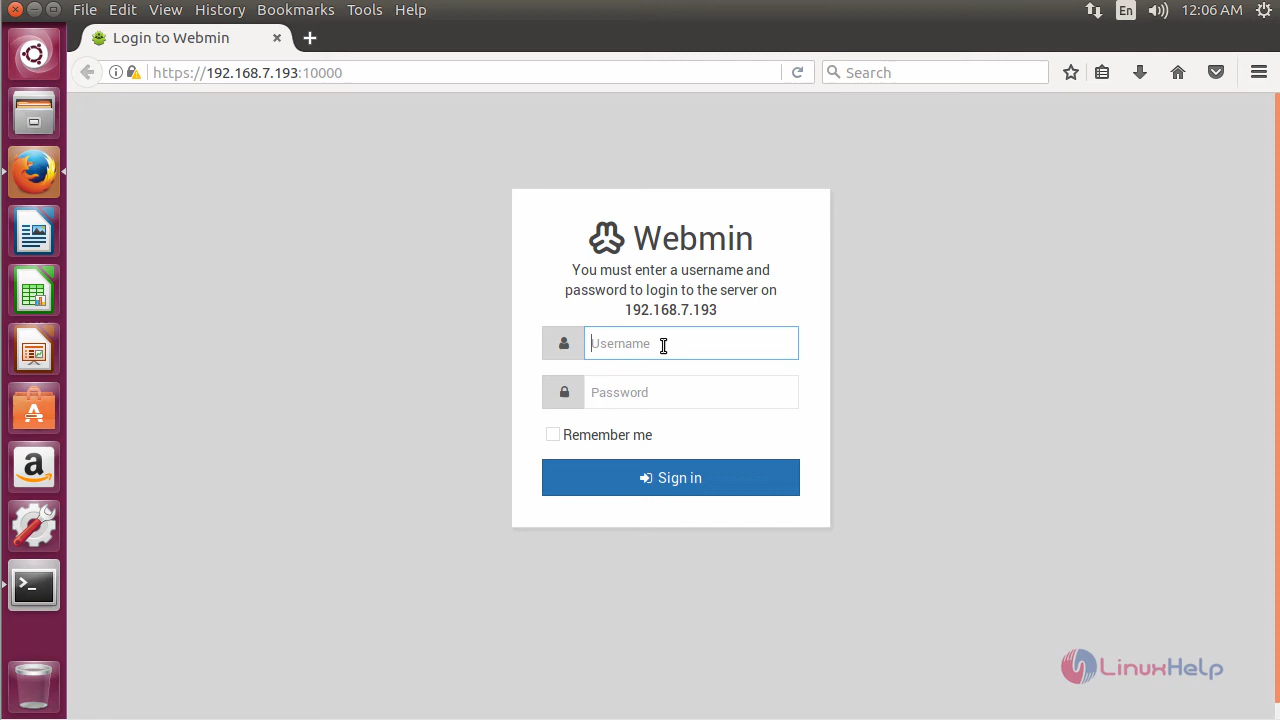 File Edit View History Bookmarks Tools Help
En
12:06 AM
Login to Webmin
https://192.168.7.193:10000
Search
Webmin
You must enter a username and
password to login to the server on
192.168.7.193
Username
Password
Remember me
Sign in
LinuxHelp